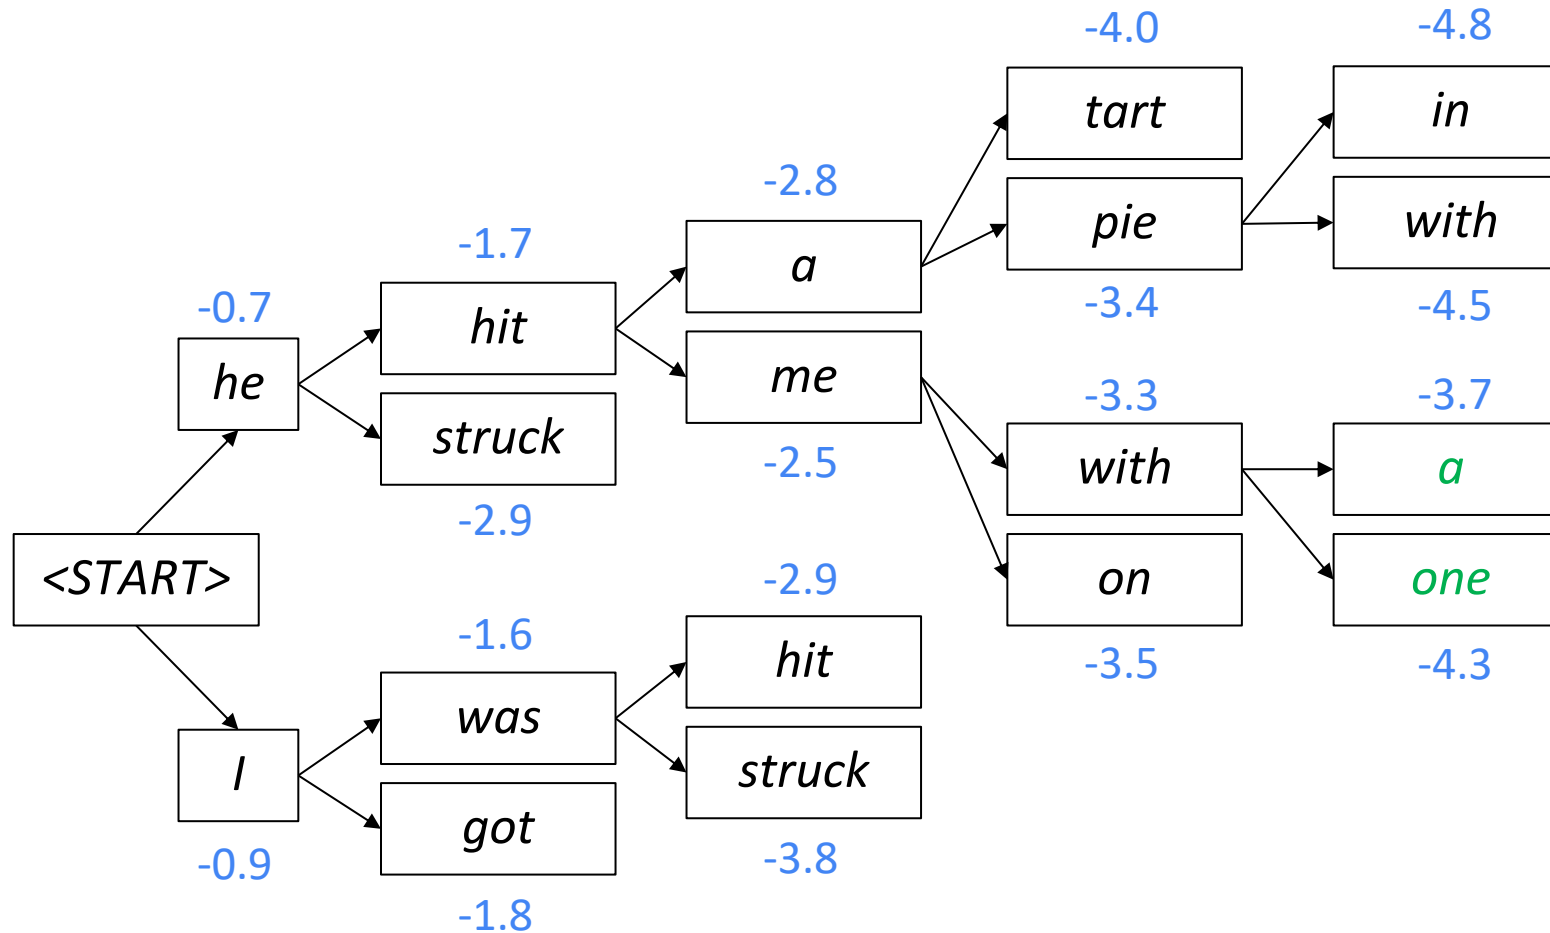 -4.0
-4.8
tart
in
-2.8
pie
with
-1.7
a
-3.4
-4.5
-0.7
hit
he
me
-3.3
-3.7
struck
-2.5
with
a
-2.9
<START>
-2.9
on
one
-1.6
hit
-3.5
-4.3
was
I
struck
got
-0.9
-3.8
-1.8